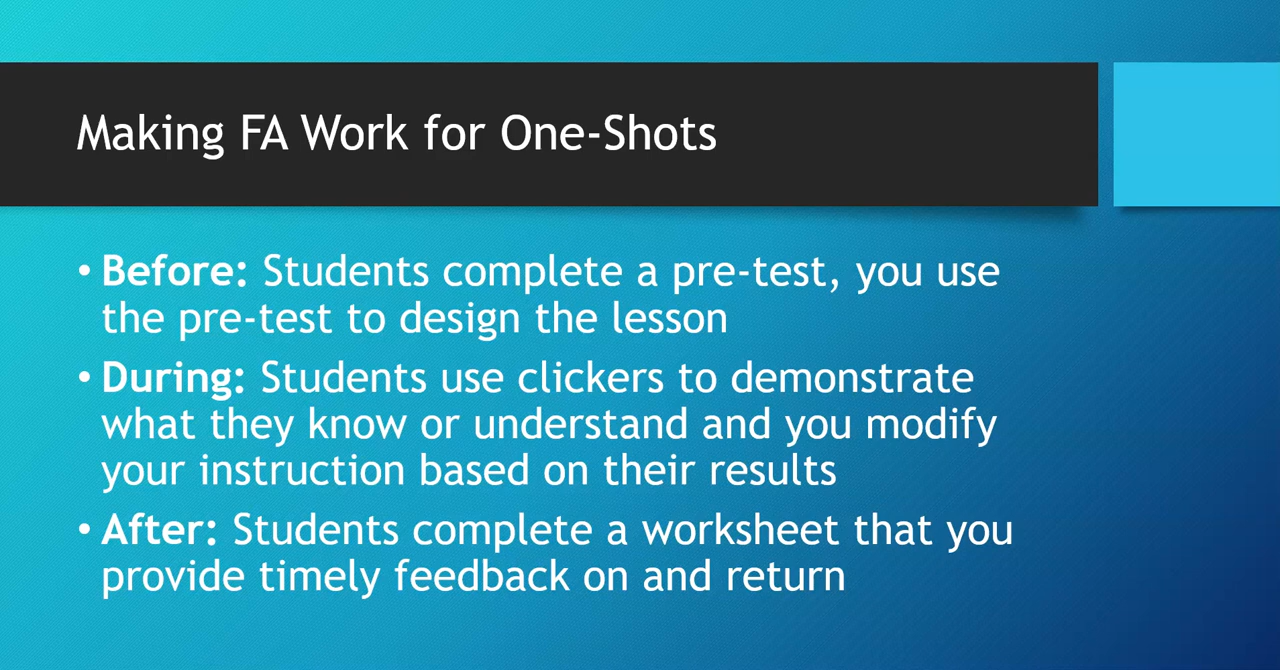 Making FA Work for One-Shots
• Before: Students complete a pre-test, you use
the pre-test to design the lesson
• During: Students use clickers to demonstrate
what they know or understand and you modify
your instruction based on their results
• After: Students complete a worksheet that you
provide timely feedback on and return